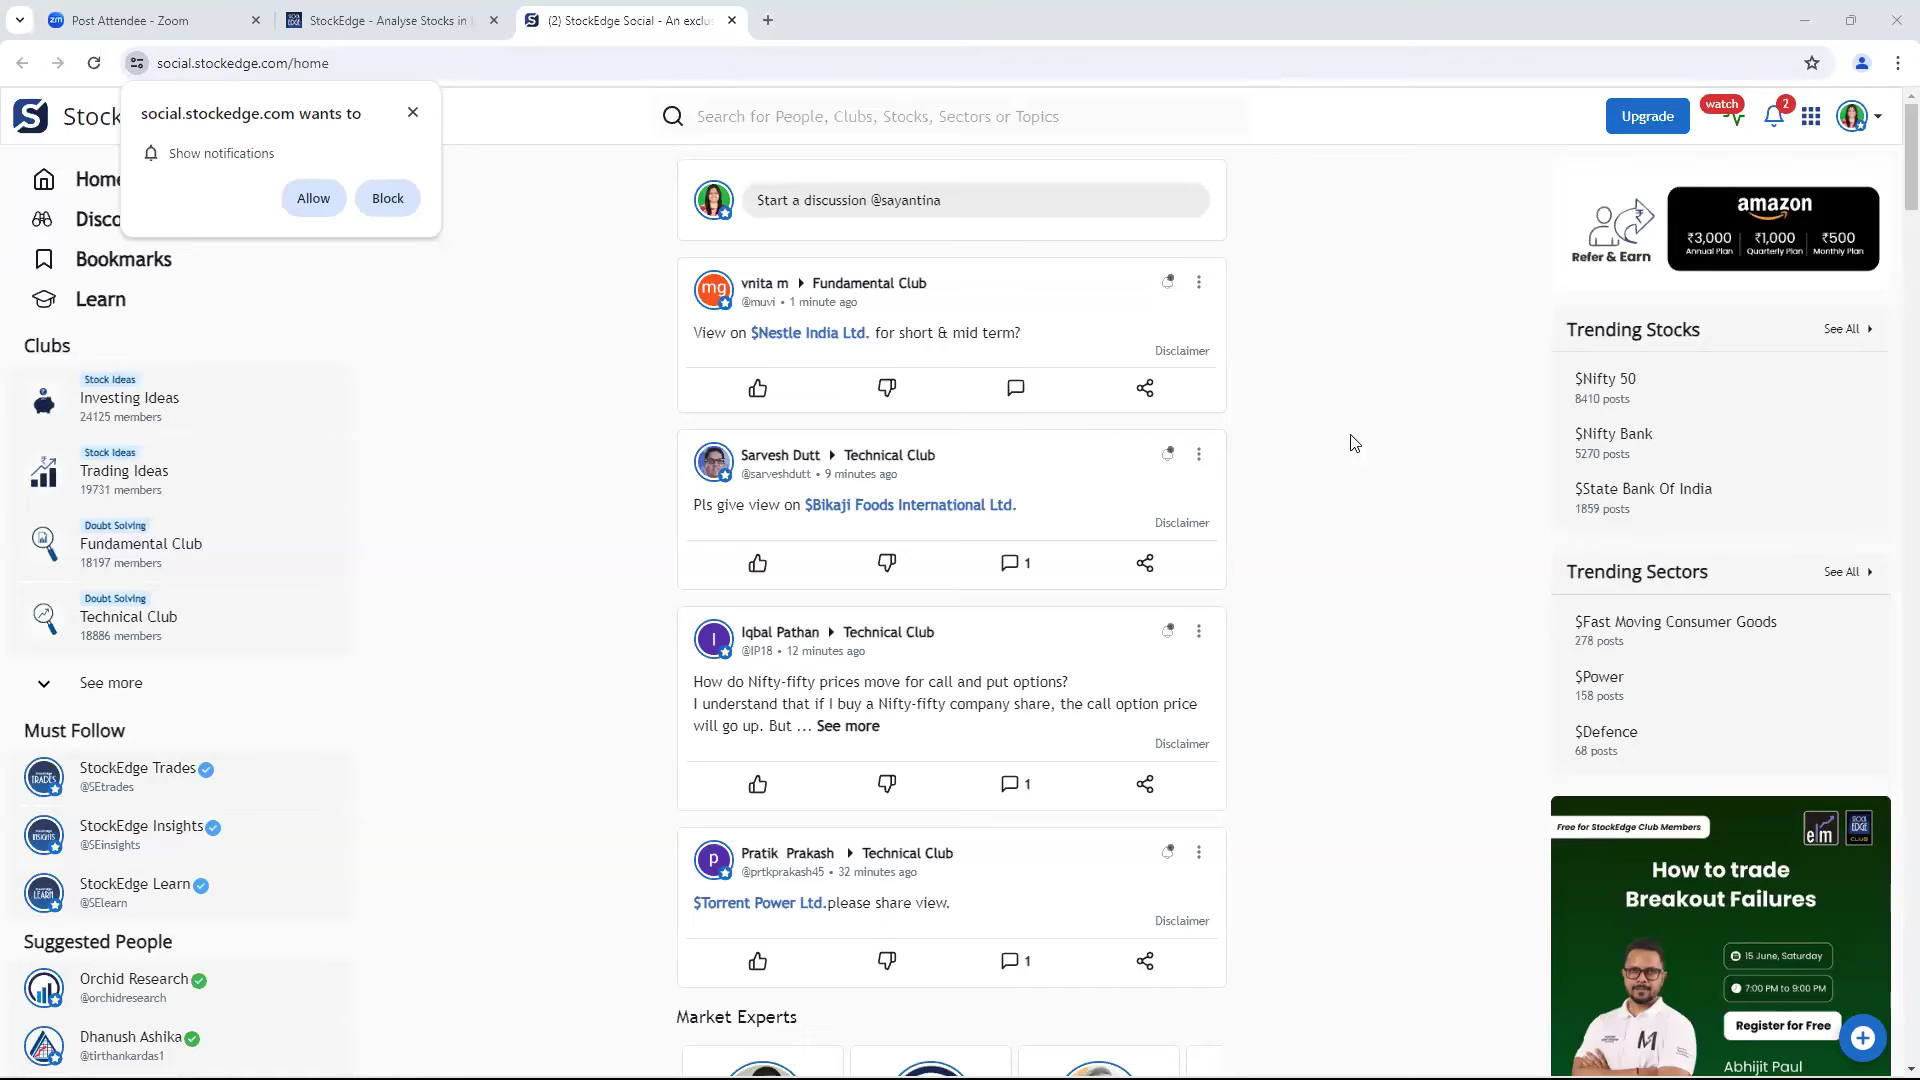 Post Attendee - Zoom
StockEdge - Analyse Stocks in
(2) StockEdge Social - An exclus
social.stockedge.com/home
social.stockedge.com wants to
Show notifications
Allow
Block
Stock
Search for People, Clubs, Stocks, Sectors or Topics
Upgrade
watch
2
Home
Disco
Bookmarks
Learn
Clubs
Stock Ideas
Investing Ideas
24125 members
Stock Ideas
Trading Ideas
19731 members
Doubt Solving
Fundamental Club
18197 members
Doubt Solving
Technical Club
18886 members
See more
Must Follow
StockEdge Trades
@SEtrades
StockEdge Insights
@SEinsights
StockEdge Learn
@SElearn
Suggested People
Orchid Research
@orchidresearch
Dhanush Ashika
@tirthankardas1
Start a discussion @sayantina
mg
vnita m Fundamental Club
@muvi • 1 minute ago
View on $Nestle India Ltd. for short & mid term?
Disclaimer
Sarvesh Dutt Technical Club
@sarveshdutt • 9 minutes ago
Pls give view on $Bikaji Foods International Ltd.
Disclaimer
1
I
Iqbal Pathan Technical Club
@IP18 • 12 minutes ago
How do Nifty-fifty prices move for call and put options?
I understand that if I buy a Nifty-fifty company share, the call option price
will go up. But ... See more
Disclaimer
1
p
Pratik Prakash Technical Club
@prtkprakash45 • 32 minutes ago
$Torrent Power Ltd.please share view.
Disclaimer
1
Market Experts
Refer & Earn
amazon
₹3,000 ₹1,000 ₹500
Annual Plan Quarterly Plan Monthly Plan
Trending Stocks
See All
$Nifty 50
8410 posts
$Nifty Bank
5270 posts
$State Bank Of India
1859 posts
Trending Sectors
See All
$Fast Moving Consumer Goods
278 posts
$Power
158 posts
$Defence
68 posts
Free for StockEdge Club Members
elm
STOCK EDGE CLUB
How to trade
Breakout Failures
15 June, Saturday
7:00 PM to 9:00 PM
Register for Free
Abhijit Paul